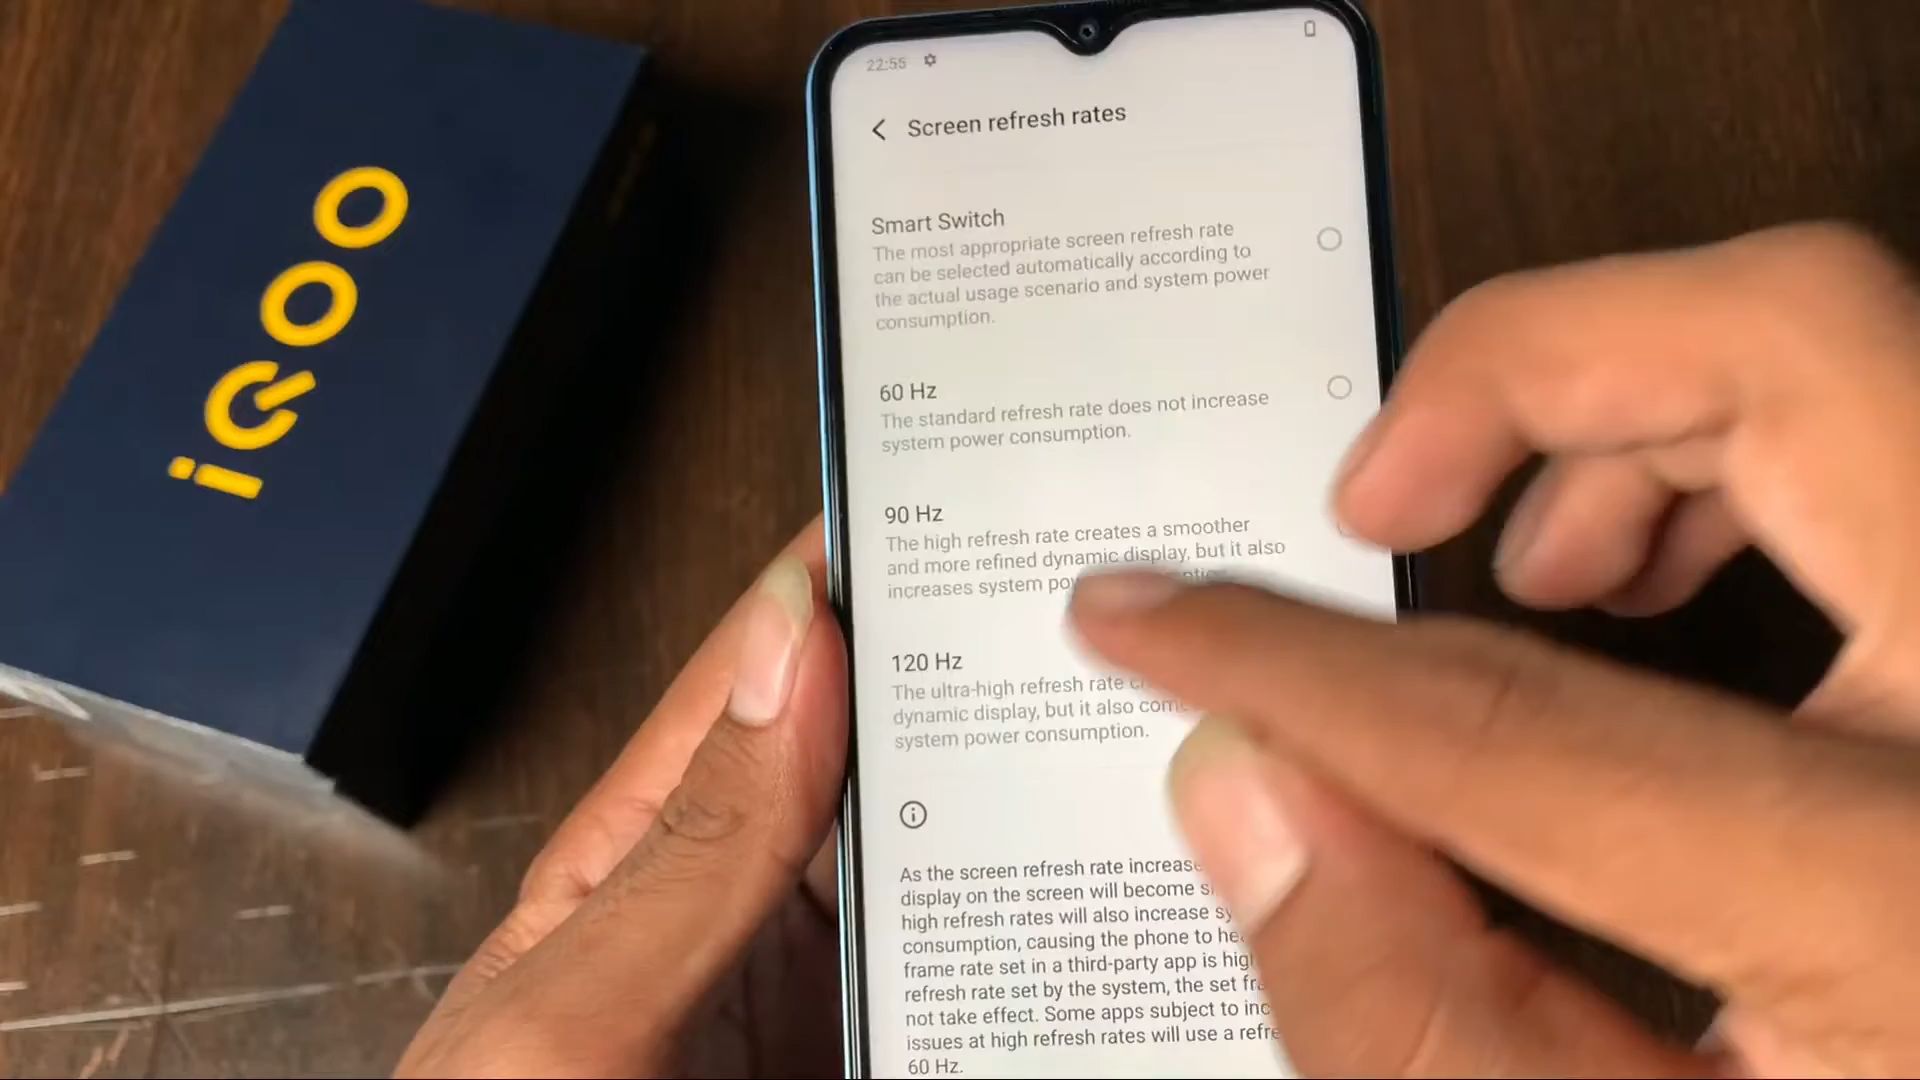 iQOO
22:55
Screen refresh rates
Smart Switch
The most appropriate screen refresh rate
can be selected automatically according to
the actual usage scenario and system power
consumption.
60 Hz
The standard refresh rate does not increase
system power consumption.
90 Hz
The high refresh rate creates a smoother
and more refined dynamic display, but it also
increases system
120 Hz
The ultra-high refresh rate
dynamic display, but it also
system power consumption.
As the screen refresh rate
display on the screen will become
high refresh rates will also increase
consumption, causing the phone to
frame rate set in a third-party app is
refresh rate set by the system, the set
not take effect. Some apps subject to
issues at high refresh rates will use a
60 Hz.